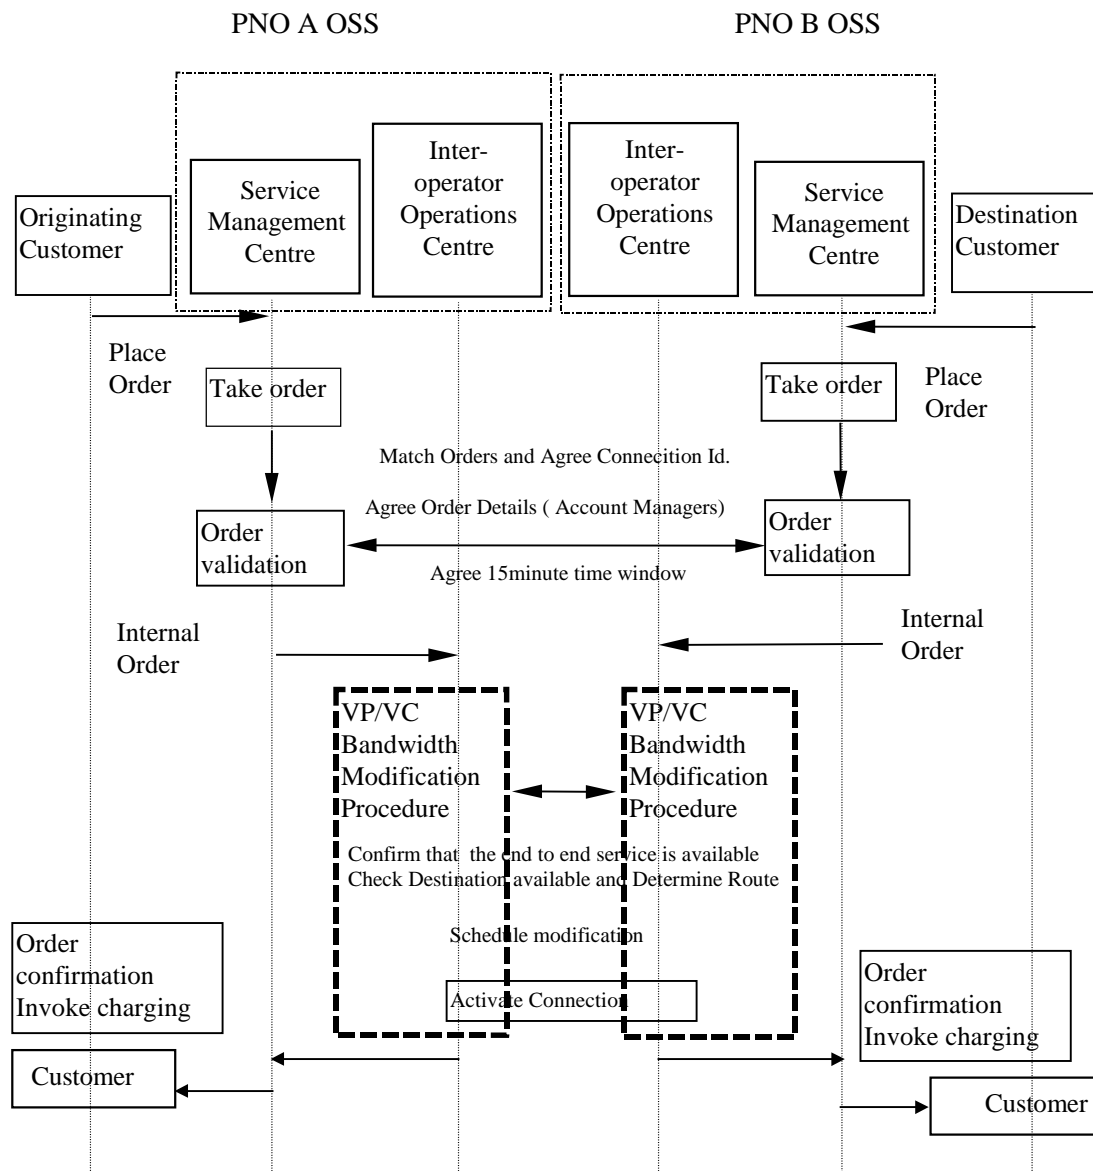 PNO A OSS
PNO B OSS
Originating
Customer
Service
Management
Centre
Inter-
operator
Operations
Centre
Inter-
operator
Operations
Centre
Service
Management
Centre
Destination
Customer
Place
Order
Take order
Take order
Place
Order
Match Orders and Agree Connecition Id.
Agree Order Details ( Account Managers)
Order
validation
Order
validation
Agree 15minute time window
Internal
Order
Internal
Order
VP/VC
Bandwidth
Modification
Procedure
VP/VC
Bandwidth
Modification
Procedure
Confirm that the end to end service is available
Check Destination available and Determine Route
Schedule modification
Activate Connection
Order
confirmation
Invoke charging
Order
confirmation
Invoke charging
Customer
Customer